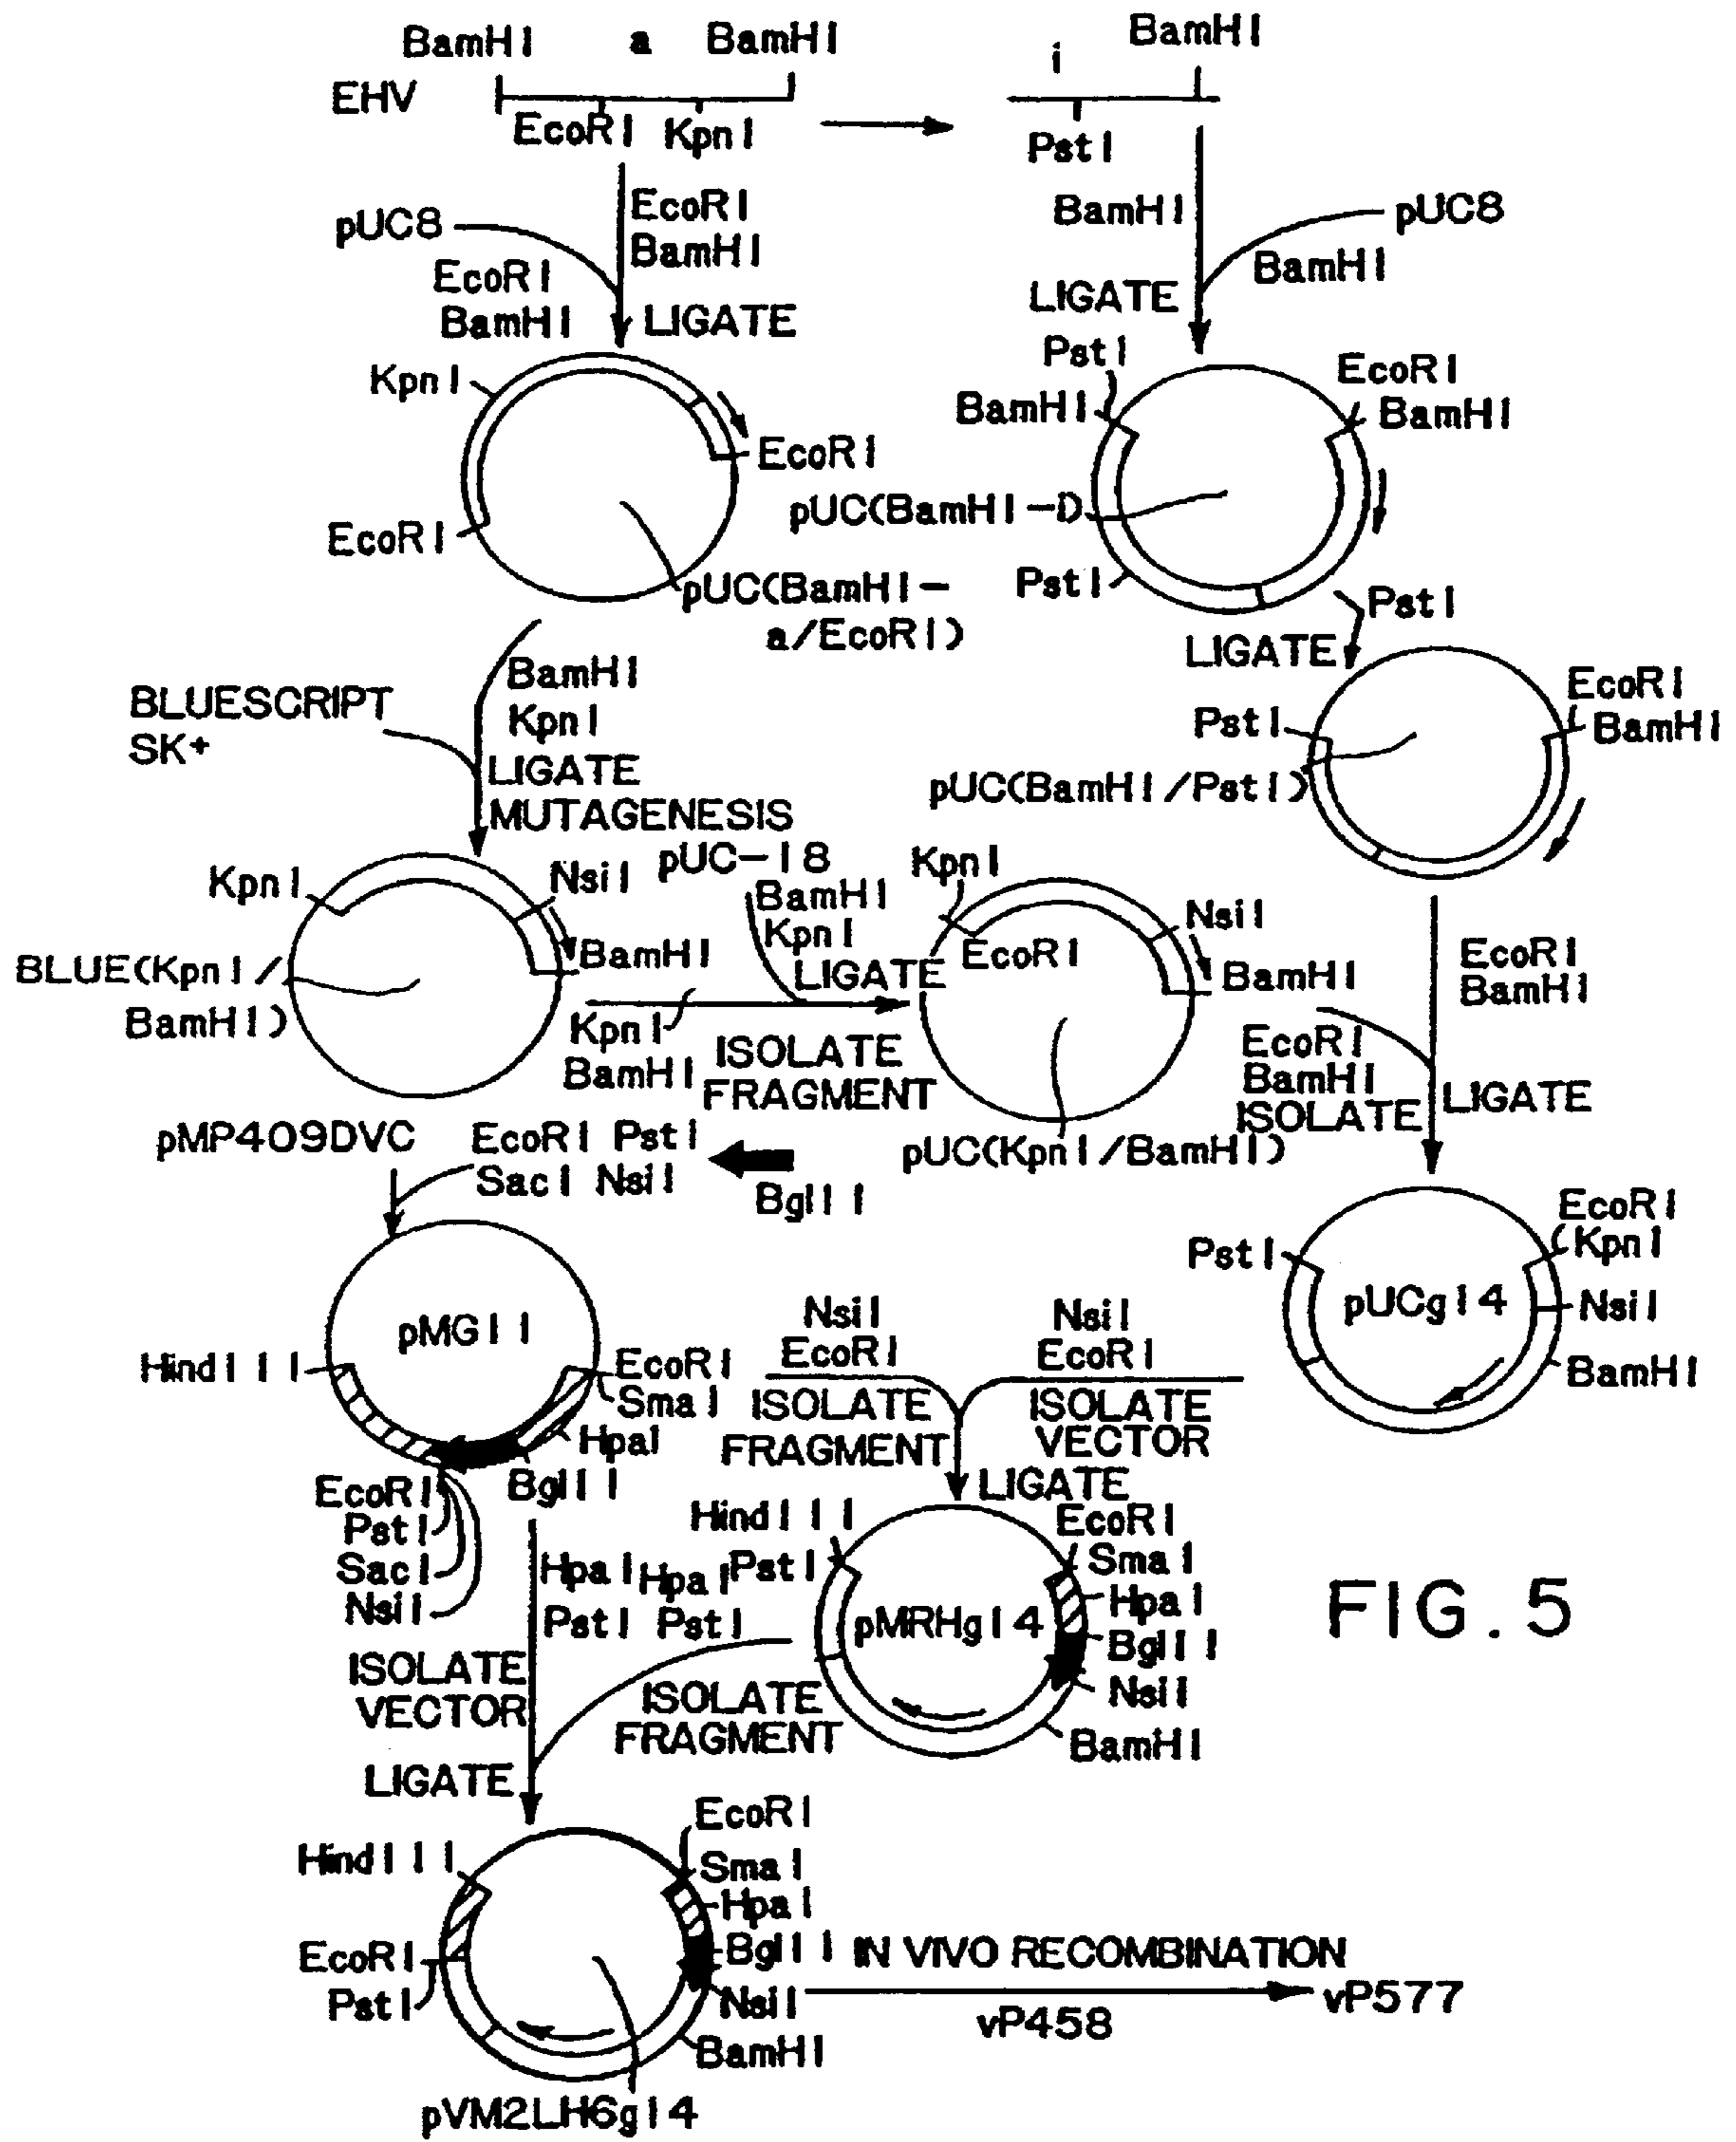 BamHI a BamHI
BamHI
i
EHV
EcoRI KpnI
PstI
EcoRI
BamHI
pUC8
EcoRI
BamHI
LIGATE
BamHI
pUC8
BamHI
LIGATE
KpnI
EcoRI
EcoRI
pUC(BamHI-
a/EcoRI)
PstI
BamHI
EcoRI
BamHI
pUC(BamHI-D
PstI
PstI
LIGATE
BamHI
KpnI
BLUESCRIPT
SK+
LIGATE
MUTAGENESIS
EcoRI
BamHI
PstI
pUC(BamHI/PstI)
KpnI
NsiI
BamHI
BLUE(KpnI/
BamHI)
pUC-18
BamHI
KpnI
LIGATE
KpnI
BamHI
ISOLATE
FRAGMENT
KpnI
EcoRI
NsiI
BamHI
pUC(KpnI/BamHI)
EcoRI
BamHI
EcoRI
BamHI
ISOLATE
LIGATE
pMP409DVC
EcoRI PstI
SacI NsiI
BglII
EcoRI
KpnI
PstI
pUCg14
NsiI
BamHI
pMG11
HindIII
EcoRI
SmaI
HpaI
BglII
EcoRI
PstI
SacI
NsiI
NsiI
EcoRI
ISOLATE
FRAGMENT
NsiI
EcoRI
ISOLATE
VECTOR
LIGATE
HindIII
PstI
EcoRI
SmaI
HpaI
pMRHg14
BglII
NsiI
BamHI
FIG. 5
HpaI
PstI
HpaI
PstI
ISOLATE
VECTOR
ISOLATE
FRAGMENT
LIGATE
EcoRI
HindIII
SmaI
HpaI
BglII
EcoRI
PstI
NsiI
BamHI
IN VIVO RECOMBINATION
vP458
vP577
pVM2LH6g14